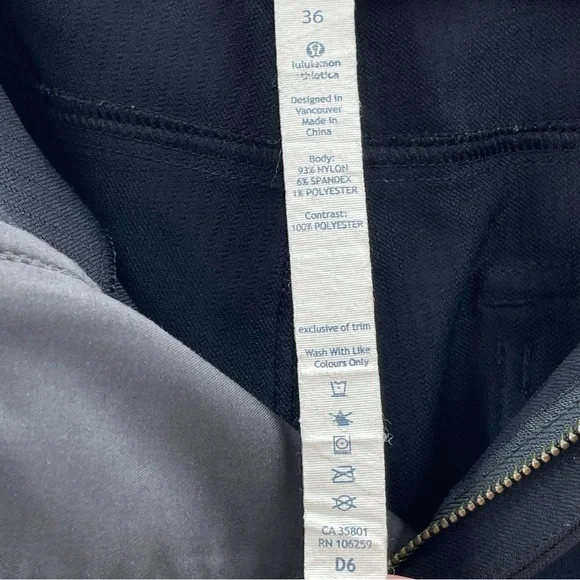 36
lululemon
athletica
Designed in
Vancouver
Made in
China
Body:
93% NYLON
6% SPANDEX
1% POLYESTER
Contrast:
100% POLYESTER
exclusive of trim
Wash With Like
Colours Only
CA 35801
RN 106259
D6